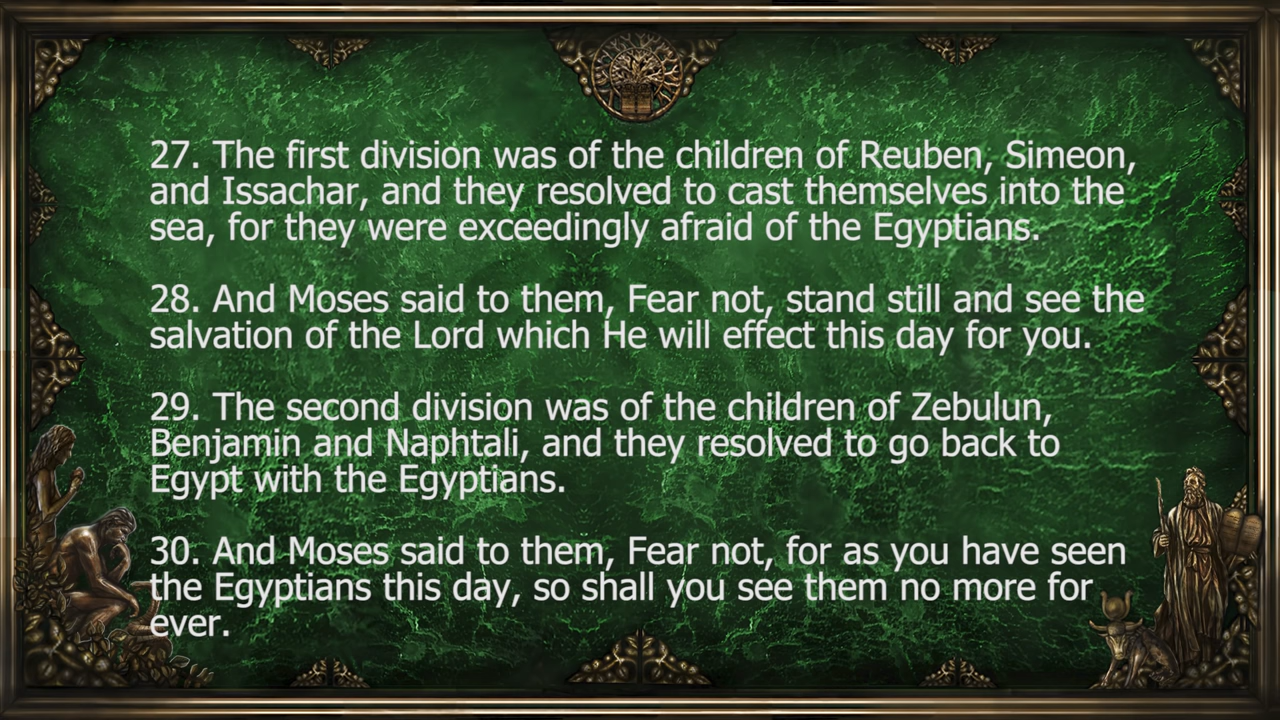 27. The first division was of the children of Reuben, Simeon,
and Issachar, and they resolved to cast themselves into the
sea, for they were exceedingly afraid of the Egyptians.
28. And Moses said to them, Fear not, stand still and see the
salvation of the Lord which He will effect this day for you.
29. The second division was of the children of Zebulun,
Benjamin and Naphtali, and they resolved to go back to
Egypt with the Egyptians.
30. And Moses said to them, Fear not, for as you have seen
the Egyptians this day, so shall you see them no more for
ever.